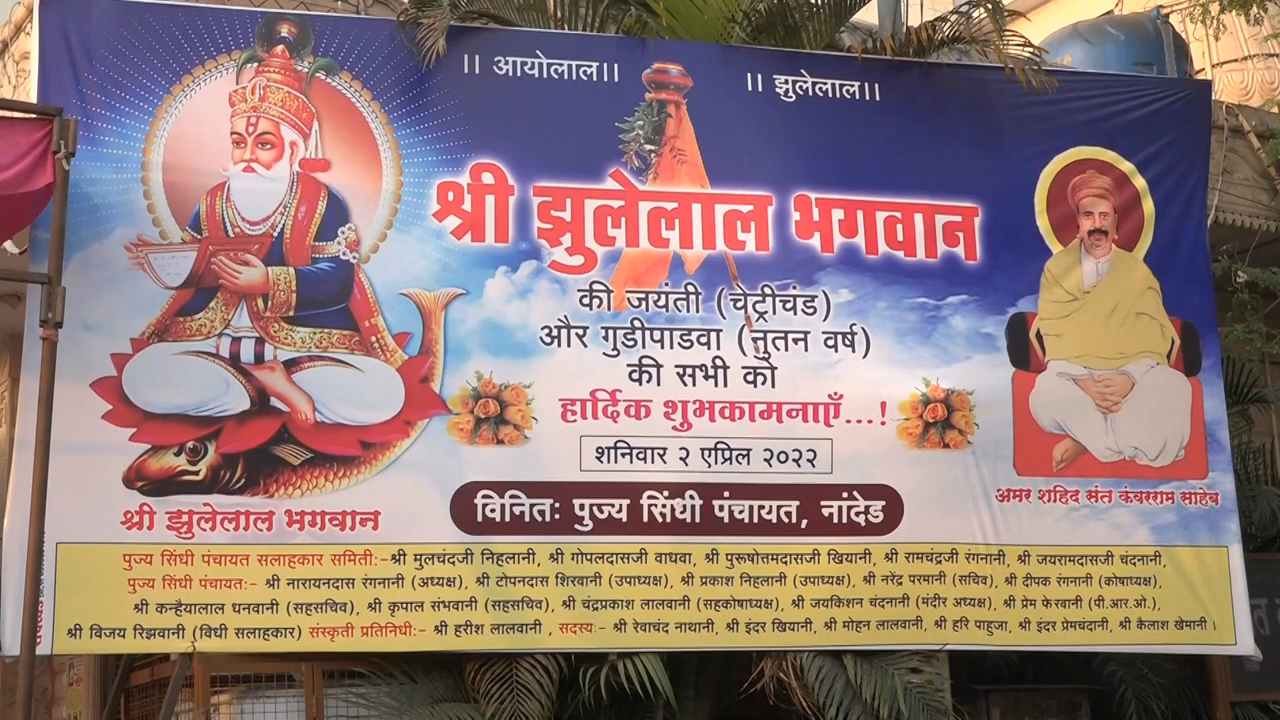 ॥ आयोलाल॥
॥ झुलेलाल॥
श्री झुलेलाल भगवान
की जयंती (चेट्रीचंड)
और गुडीपाडवा (नुतन वर्ष)
की सभी को
हार्दिक शुभकामनाएँ...!
शनिवार २ एप्रिल २०२२
विनितः पुज्य सिंधी पंचायत, नांदेड
श्री झुलेलाल भगवान
अमर शहिद संत कंवरराम साहेब
पुज्य सिंधी पंचायत सलाहकार समिती:-श्री मुलचंदजी निहलानी, श्री गोपलदासजी वाधवा, श्री पुरूषोत्तमदासजी खियानी, श्री रामचंद्रजी रंगनानी, श्री जयरामदासजी चंदनानी,
पुज्य सिंधी पंचायत:- श्री नारायनदास रंगनानी (अध्यक्ष), श्री टोपनदास शिरवानी (उपाध्यक्ष), श्री प्रकाश निहलानी (उपाध्यक्ष), श्री नरेंद्र परमानी (सचिव), श्री दीपक रंगनानी (कोषाध्यक्ष),
श्री कन्हैयालाल धनवानी (सहसचिव), श्री कृपाल संभवानी (सहसचिव), श्री चंद्रप्रकाश लालवानी (सहकोषाध्यक्ष), श्री जयकिशन चंदनानी (मंदीर अध्यक्ष), श्री प्रेम फेरवानी (पी.आर.ओ.),
श्री विजय रिझवानी (विधी सलाहकार) संस्कृती प्रतिनिधी:- श्री हरीश लालवानी , सदस्य:- श्री रेवाचंद नाथानी, श्री इंदर खियानी, श्री मोहन लालवानी, श्री हरि पाहुजा, श्री इंदर प्रेमचंदानी, श्री कैलाश खेमानी ।